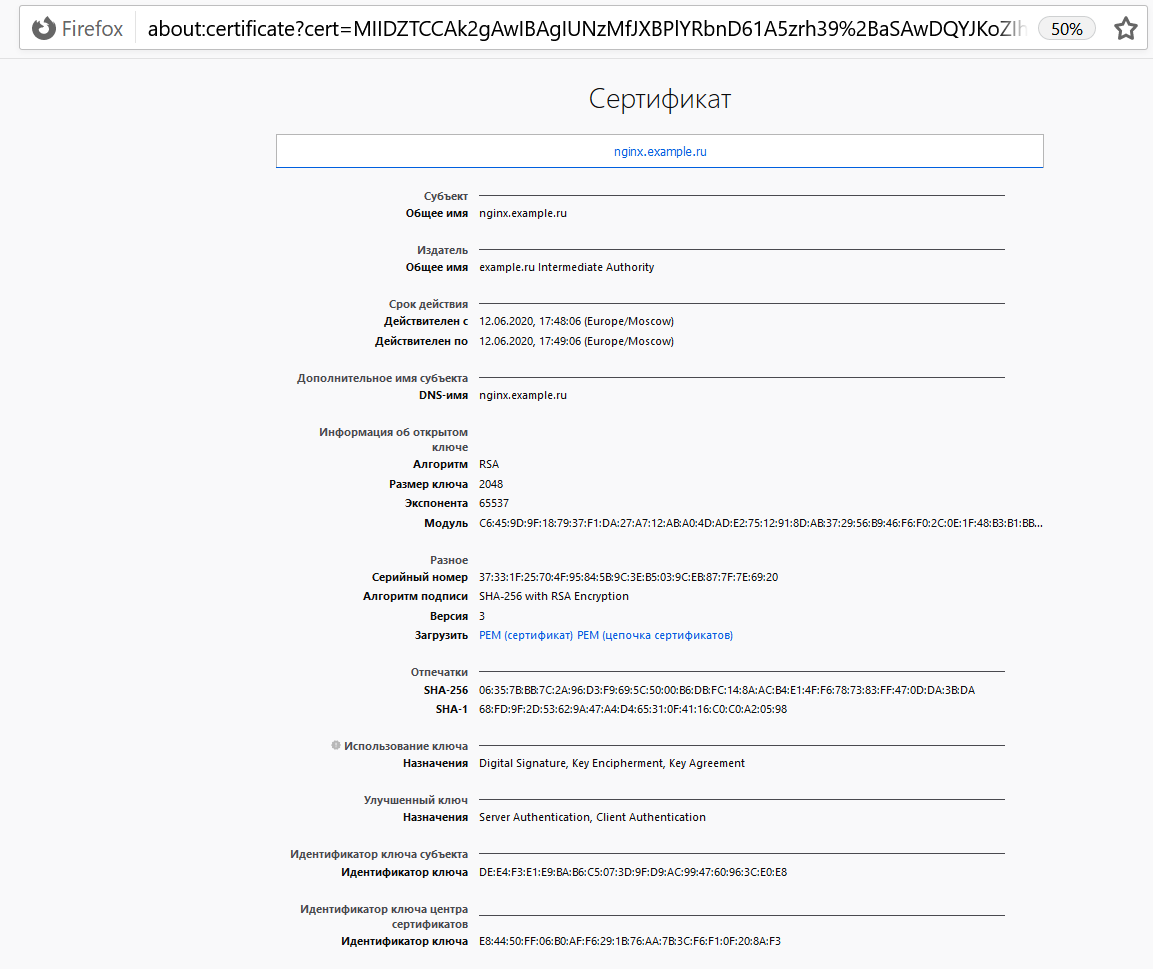 Firefox about:certificate?cert=MIIDZTCCAk2gAwIBAgIUNzMfJXBPlYRbnD61A5zrh39%2BaSAwDQYJKoZIh 50%
Сертификат
nginx.example.ru
Субъект
Общее имя nginx.example.ru
Издатель
Общее имя example.ru Intermediate Authority
Срок действия
Действителен с 12.06.2020, 17:48:06 (Europe/Moscow)
Действителен по 12.06.2020, 17:49:06 (Europe/Moscow)
Дополнительное имя субъекта
DNS-имя nginx.example.ru
Информация об открытом
ключе
Алгоритм RSA
Размер ключа 2048
Экспонента 65537
Модуль C6:45:9D:9F:18:79:37:F1:DA:27:A7:12:AB:A0:4D:AD:E2:75:12:91:8D:AB:37:29:56:B9:46:F6:F0:2C:0E:1F:48:B3:B1:BB...
Разное
Серийный номер 37:33:1F:25:70:4F:95:84:5B:9C:3E:B5:03:9C:EB:87:7F:7E:69:20
Алгоритм подписи SHA-256 with RSA Encryption
Версия 3
Загрузить PEM (сертификат) PEM (цепочка сертификатов)
Отпечатки
SHA-256 06:35:7B:BB:7C:2A:96:D3:F9:69:5C:50:00:B6:DB:FC:14:8A:AC:B4:E1:4F:F6:78:73:83:FF:47:0D:DA:3B:DA
SHA-1 68:FD:9F:2D:53:62:9A:47:A4:D4:65:31:0F:41:16:C0:C0:A2:05:98
Использование ключа
Назначения Digital Signature, Key Encipherment, Key Agreement
Улучшенный ключ
Назначения Server Authentication, Client Authentication
Идентификатор ключа субъекта
Идентификатор ключа DE:E4:F3:E1:E9:BA:B6:C5:07:3D:9F:D9:AC:99:47:60:96:3C:E0:E8
Идентификатор ключа центра
сертификатов
Идентификатор ключа E8:44:50:FF:06:B0:AF:F6:29:1B:76:AA:7B:3C:F6:F1:0F:20:8A:F3